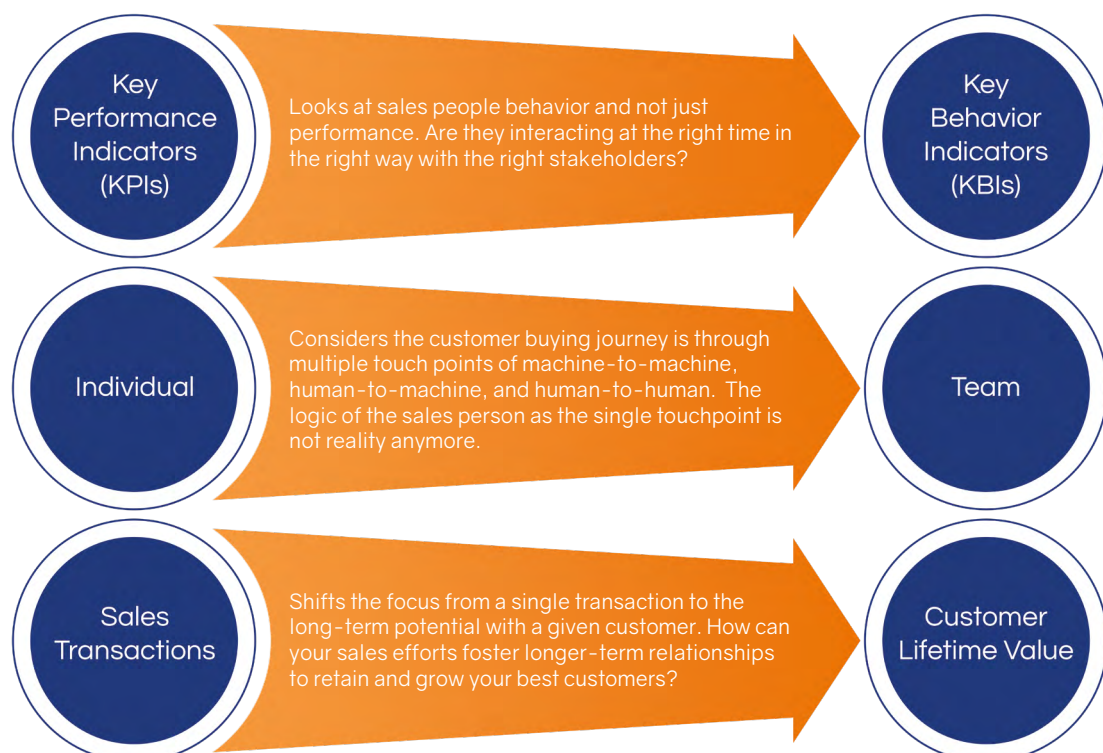 Key
Performance
Indicators
(KPIs)
Looks at sales people behavior and not just
performance. Are they interacting at the right time in
the right way with the right stakeholders?
Key
Behavior
Indicators
(KBIs)
Individual
Considers the customer buying journey is through
multiple touch points of machine-to-machine,
human-to-machine, and human-to-human.  The
logic of the sales person as the single touchpoint is
not reality anymore.
Team
Sales
Transactions
Shifts the focus from a single transaction to the
long-term potential with a given customer. How can
your sales efforts foster longer-term relationships
to retain and grow your best customers?
Customer
Lifetime Value